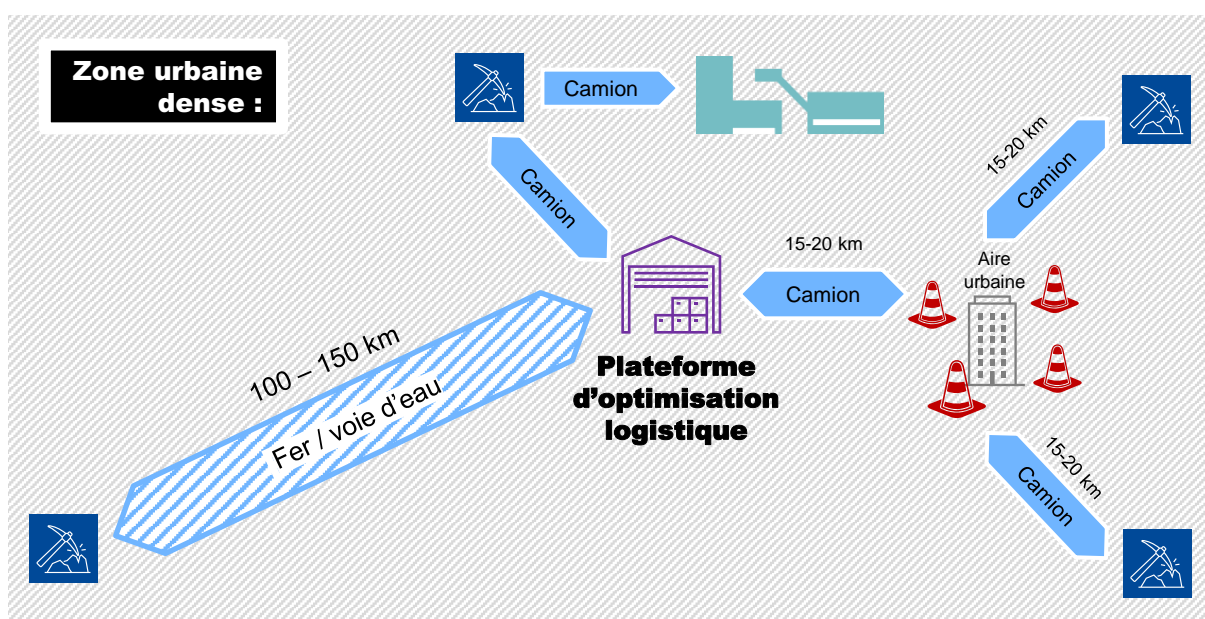 Zone urbaine
dense :
Camion
Camion
15-20 km
Camion
15-20 km
Camion
Aire
urbaine
100 – 150 km
Fer / voie d’eau
Plateforme
d’optimisation
logistique
15-20 km
Camion